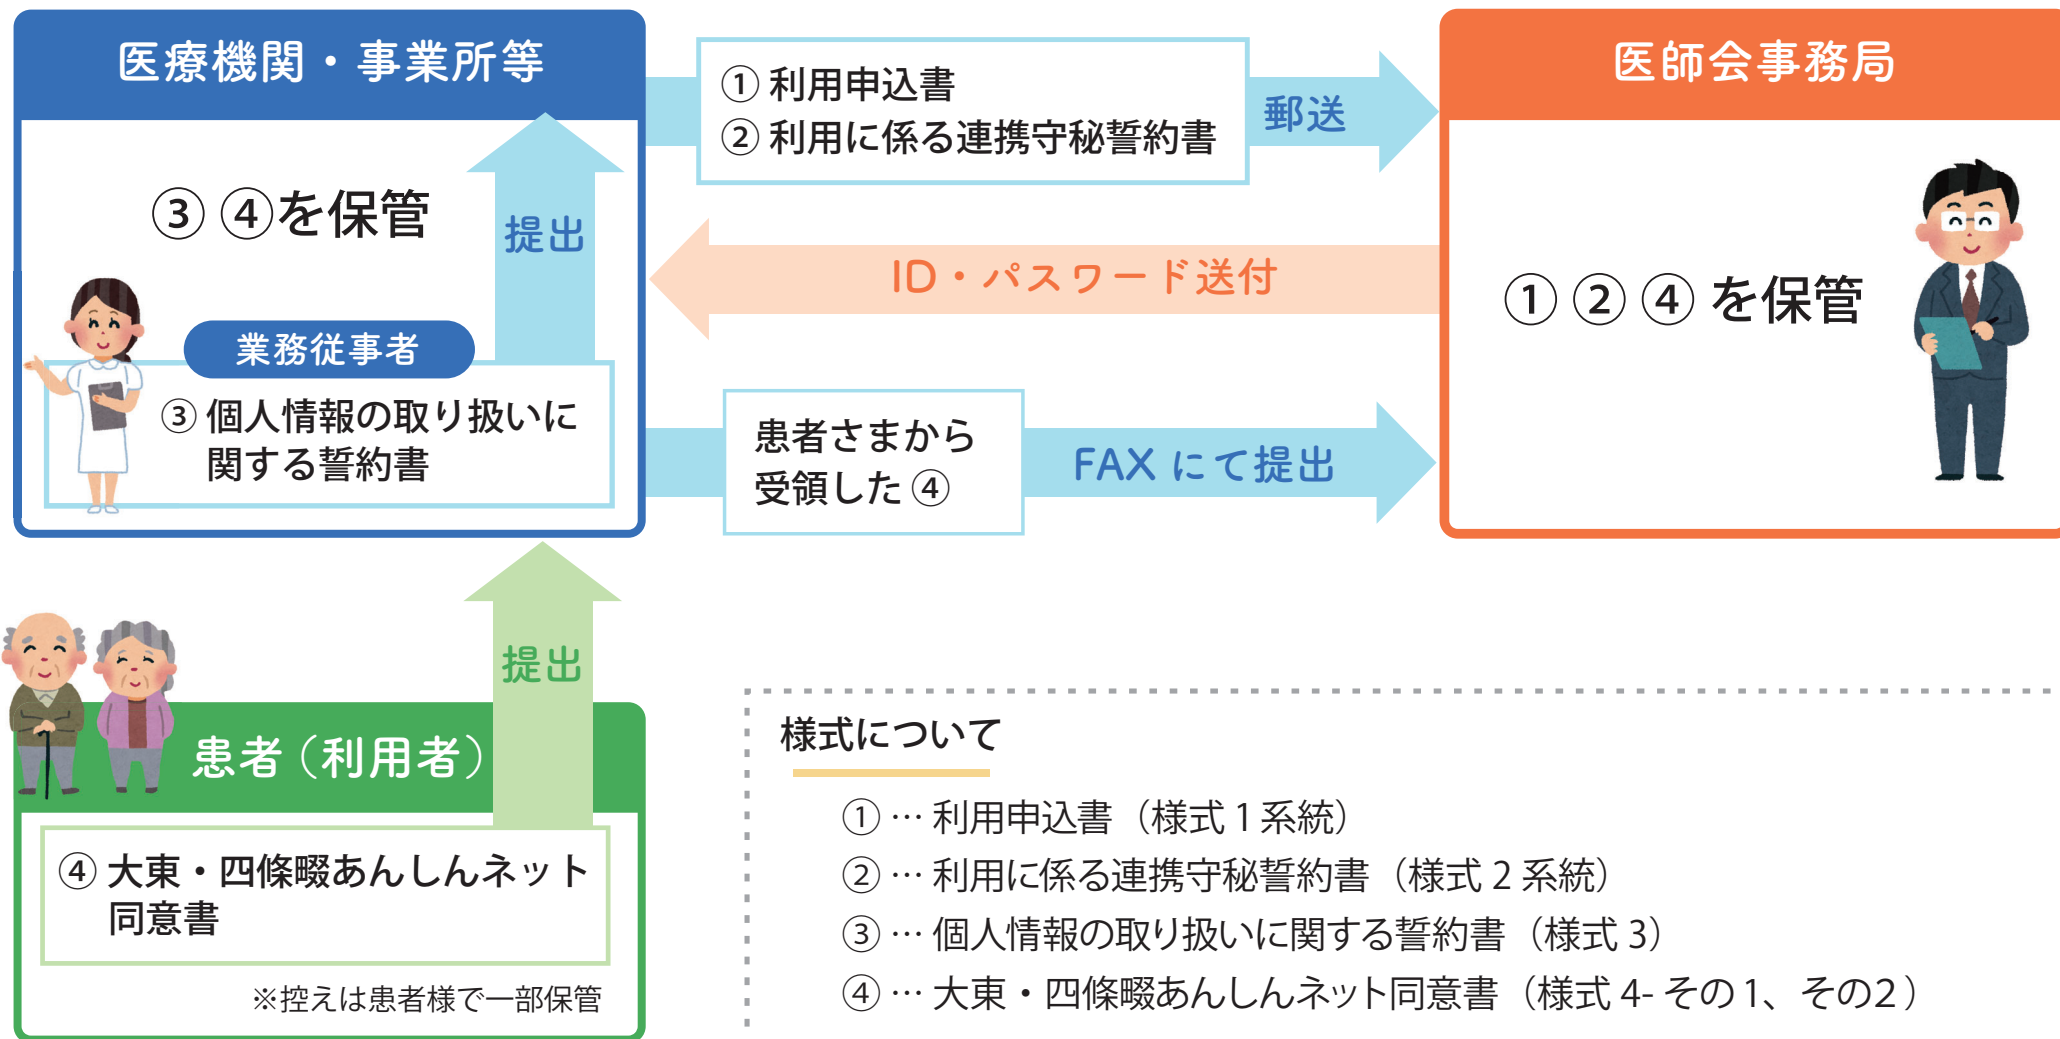 医療機関・事業所等
③ ④を保管
提出
業務従事者
③ 個人情報の取り扱いに
関する誓約書
① 利用申込書
② 利用に係る連携守秘誓約書
郵送
ID・パスワード送付
患者さまから
受領した ④
FAX にて提出
医師会事務局
① ② ④ を保管
提出
患者（利用者）
④ 大東・四條畷あんしんネット
同意書
※控えは患者様で一部保管
様式について
① … 利用申込書（様式 1 系統）
② … 利用に係る連携守秘誓約書（様式 2 系統）
③ … 個人情報の取り扱いに関する誓約書（様式 3）
④ … 大東・四條畷あんしんネット同意書（様式 4- その 1、その2 ）